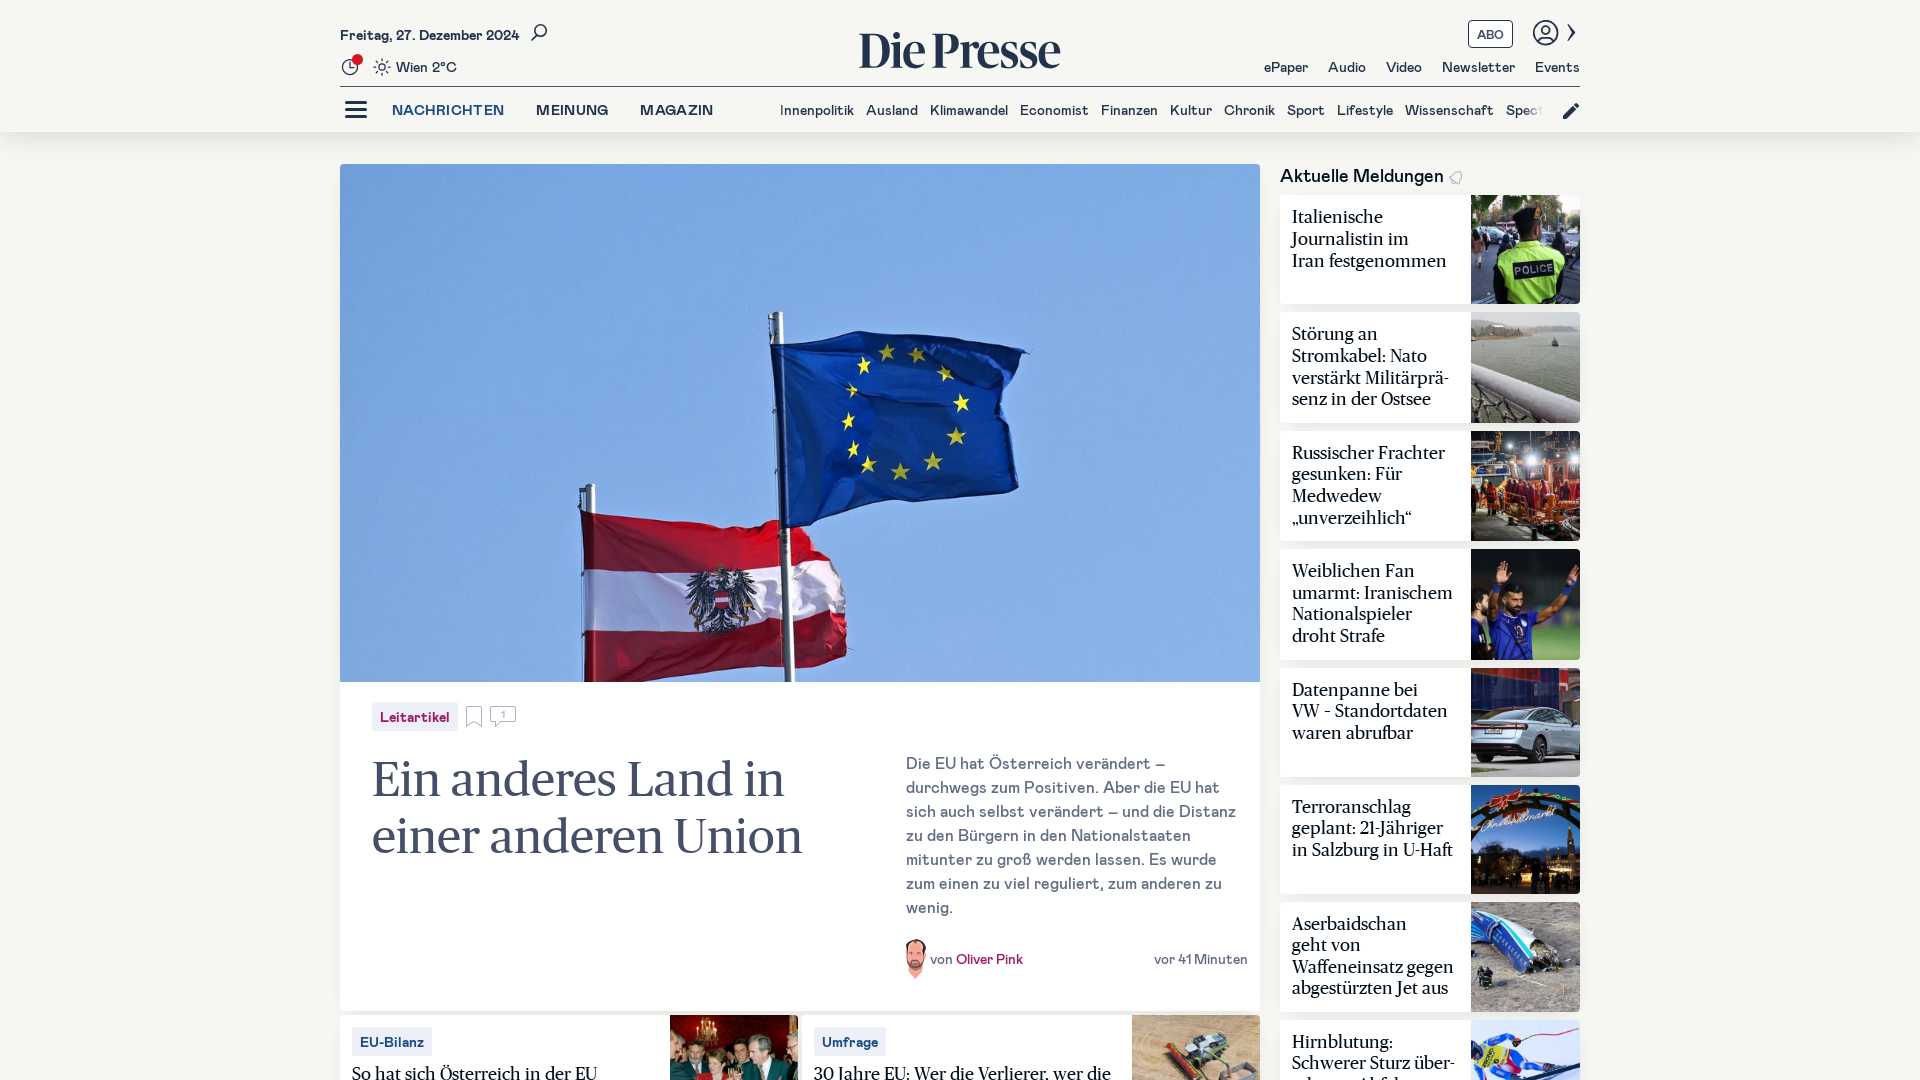 Freitag, 27. Dezember 2024
Wien 2°C
Die Presse
ABO
ePaper Audio Video Newsletter Events
NACHRICHTEN MEINUNG MAGAZIN
Innenpolitik Ausland Klimawandel Economist Finanzen Kultur Chronik Sport Lifestyle Wissenschaft Spect
Leitartikel
1
Ein anderes Land in
einer anderen Union
Die EU hat Österreich verändert –
durchwegs zum Positiven. Aber die EU hat
sich auch selbst verändert – und die Distanz
zu den Bürgern in den Nationalstaaten
mitunter zu groß werden lassen. Es wurde
zum einen zu viel reguliert, zum anderen zu
wenig.
von Oliver Pink
vor 41 Minuten
EU-Bilanz
So hat sich Österreich in der EU
Umfrage
30 Jahre EU: Wer die Verlierer, wer die
Aktuelle Meldungen
Italienische
Journalistin im
Iran festgenommen
POLICE
Störung an
Stromkabel: Nato
verstärkt Militärprä-
senz in der Ostsee
Russischer Frachter
gesunken: Für
Medwedew
„unverzeihlich“
Weiblichen Fan
umarmt: Iranischem
Nationalspieler
droht Strafe
Datenpanne bei
VW – Standortdaten
waren abrufbar
Terroranschlag
geplant: 21-Jähriger
in Salzburg in U-Haft
Aserbaidschan
geht von
Waffeneinsatz gegen
abgestürzten Jet aus
Hirnblutung:
Schwerer Sturz über-